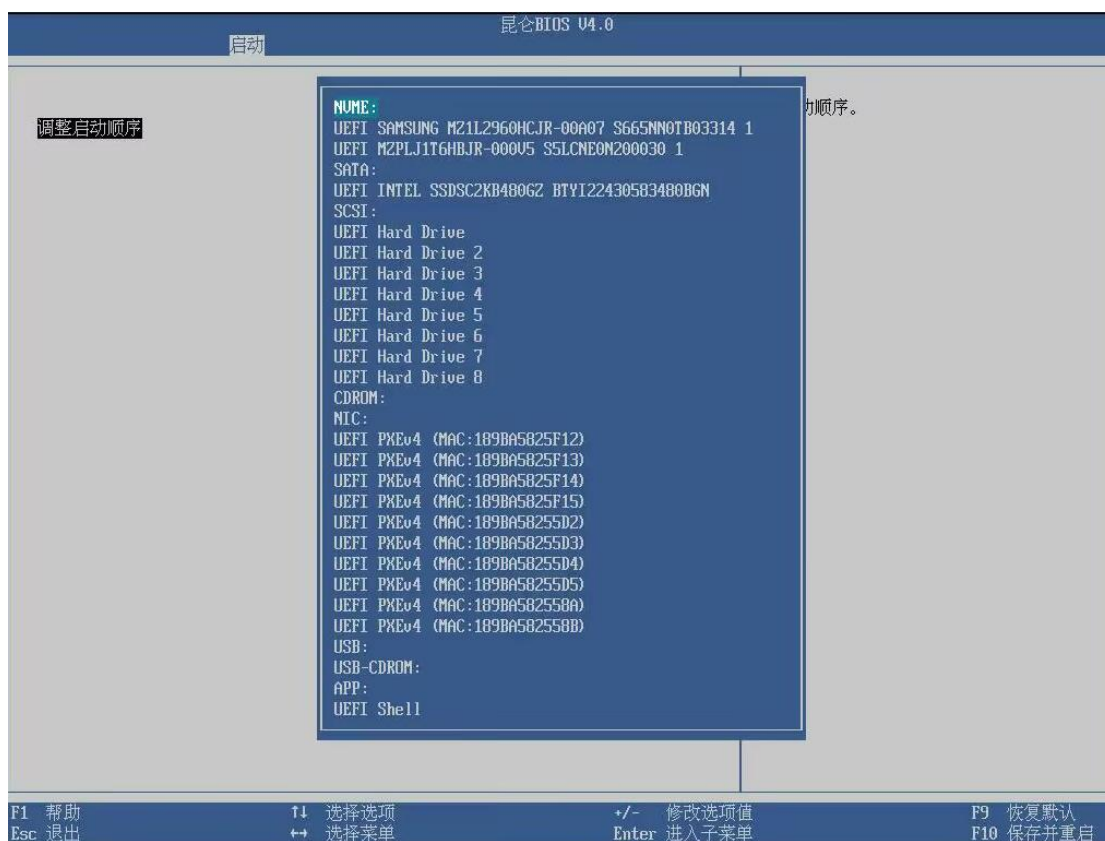 昆仑BIOS V4.0
启动
调整启动顺序
动顺序。
NVME:
UEFI SAMSUNG MZ1L2960HCJR-00A07 S665NN0TB03314 1
UEFI MZPLJ1T6HBJR-000V5 S5LCNE0N200030 1
SATA:
UEFI INTEL SSDSC2KB480GZ BTYI22430583480BGN
SCSI:
UEFI Hard Drive
UEFI Hard Drive 2
UEFI Hard Drive 3
UEFI Hard Drive 4
UEFI Hard Drive 5
UEFI Hard Drive 6
UEFI Hard Drive 7
UEFI Hard Drive 8
CDROM:
NIC:
UEFI PXEv4 (MAC:189BA5825F12)
UEFI PXEv4 (MAC:189BA5825F13)
UEFI PXEv4 (MAC:189BA5825F14)
UEFI PXEv4 (MAC:189BA5825F15)
UEFI PXEv4 (MAC:189BA58255D2)
UEFI PXEv4 (MAC:189BA58255D3)
UEFI PXEv4 (MAC:189BA58255D4)
UEFI PXEv4 (MAC:189BA58255D5)
UEFI PXEv4 (MAC:189BA582558A)
UEFI PXEv4 (MAC:189BA582558B)
USB:
USB-CDROM:
APP:
UEFI Shell
F1 帮助 ↑↓ 选择选项 +/- 修改选项值 F9 恢复默认
Esc 退出 ↔ 选择菜单 Enter 进入子菜单 F10 保存并重启